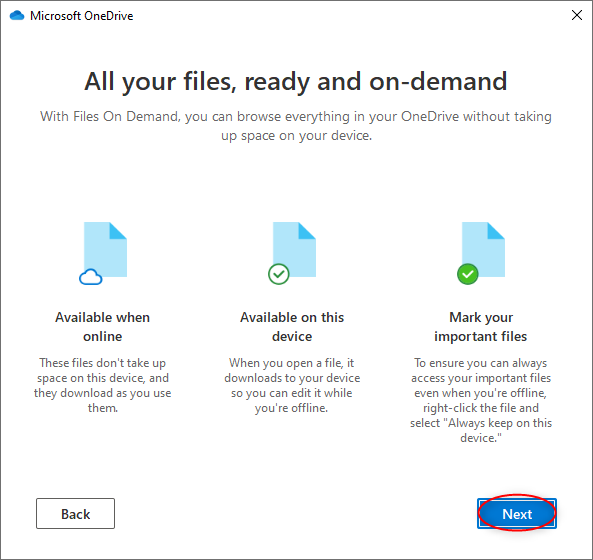 Microsoft OneDrive
All your files, ready and on-demand
With Files On Demand, you can browse everything in your OneDrive without taking
up space on your device.
Available when
online
These files don't take up
space on this device, and
they download as you use
them.
Available on this
device
When you open a file, it
downloads to your device
so you can edit it while
you're offline.
Mark your
important files
To ensure you can always
access your important files
even when you're offline,
right-click the file and
select "Always keep on this
device."
Back
Next